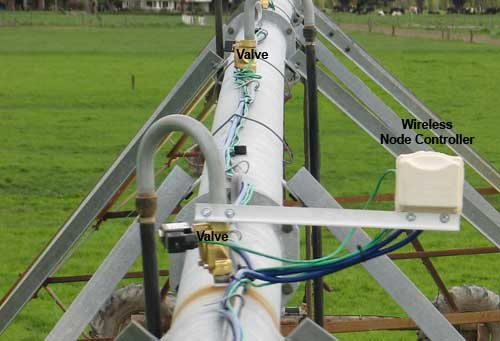 Valve
Wireless
Node Controller
Valve